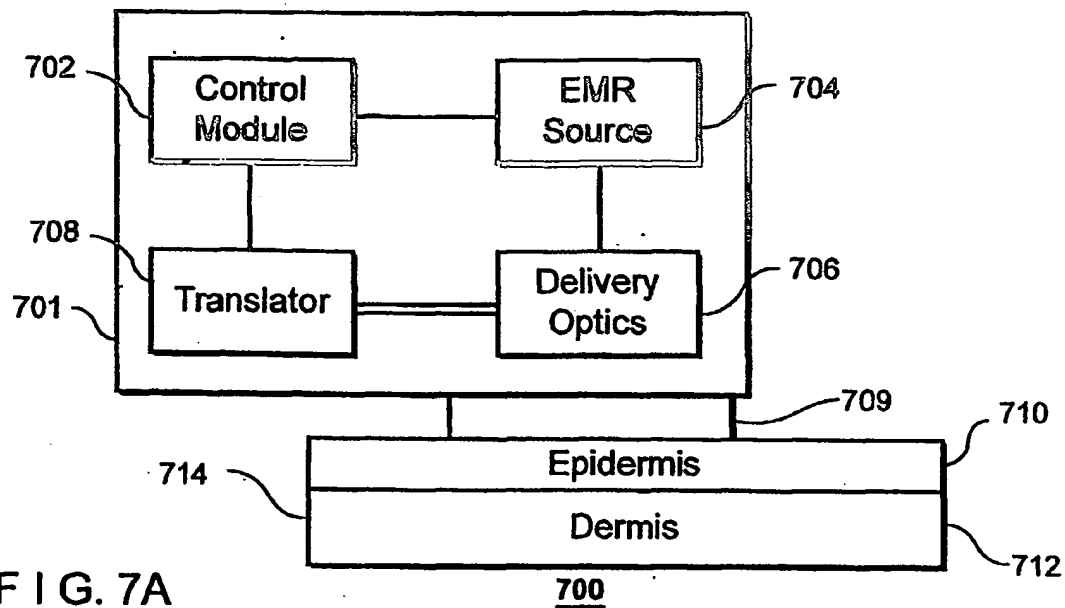 702
Control
Module
EMR
Source
704
708
Translator
Delivery
Optics
706
701
709
710
Epidermis
714
Dermis
712
F I G. 7A
700